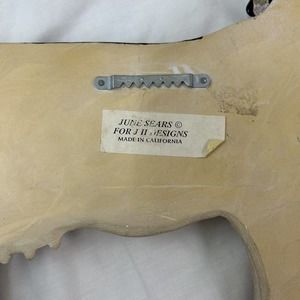 JUNE SEARS ©
FOR J H DESIGNS
MADE IN CALIFORNIA